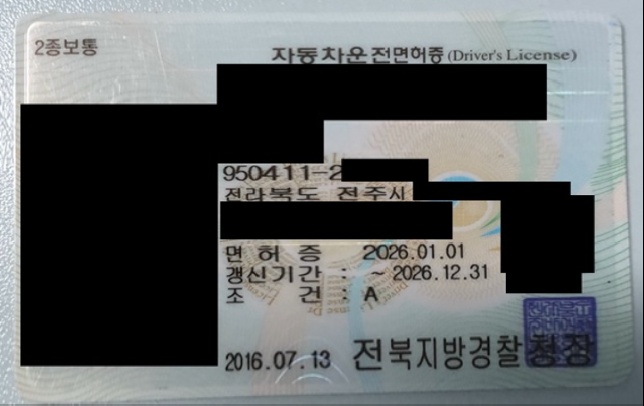 2종보통
자동차운전면허증 (Driver's License)
950411-2
전라북도 전주시
면 허 증 2026.01.01
갱신기간 : ~ 2026.12.31
조 건 : A
2016.07.13 전북지방경찰청장